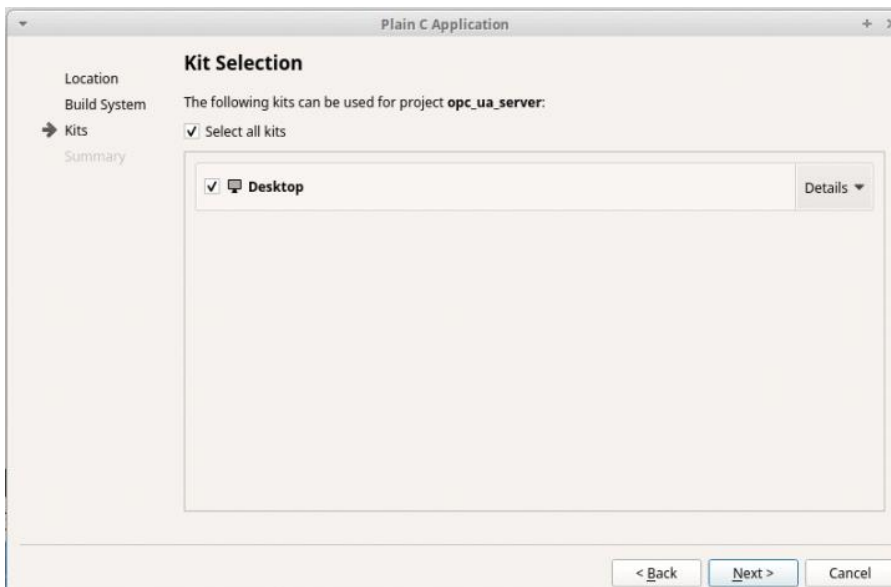 Plain C Application
Kit Selection
Location
Build System
Kits
Summary
The following kits can be used for project opc_ua_server:
Select all kits
Desktop
Details
< Back
Next >
Cancel